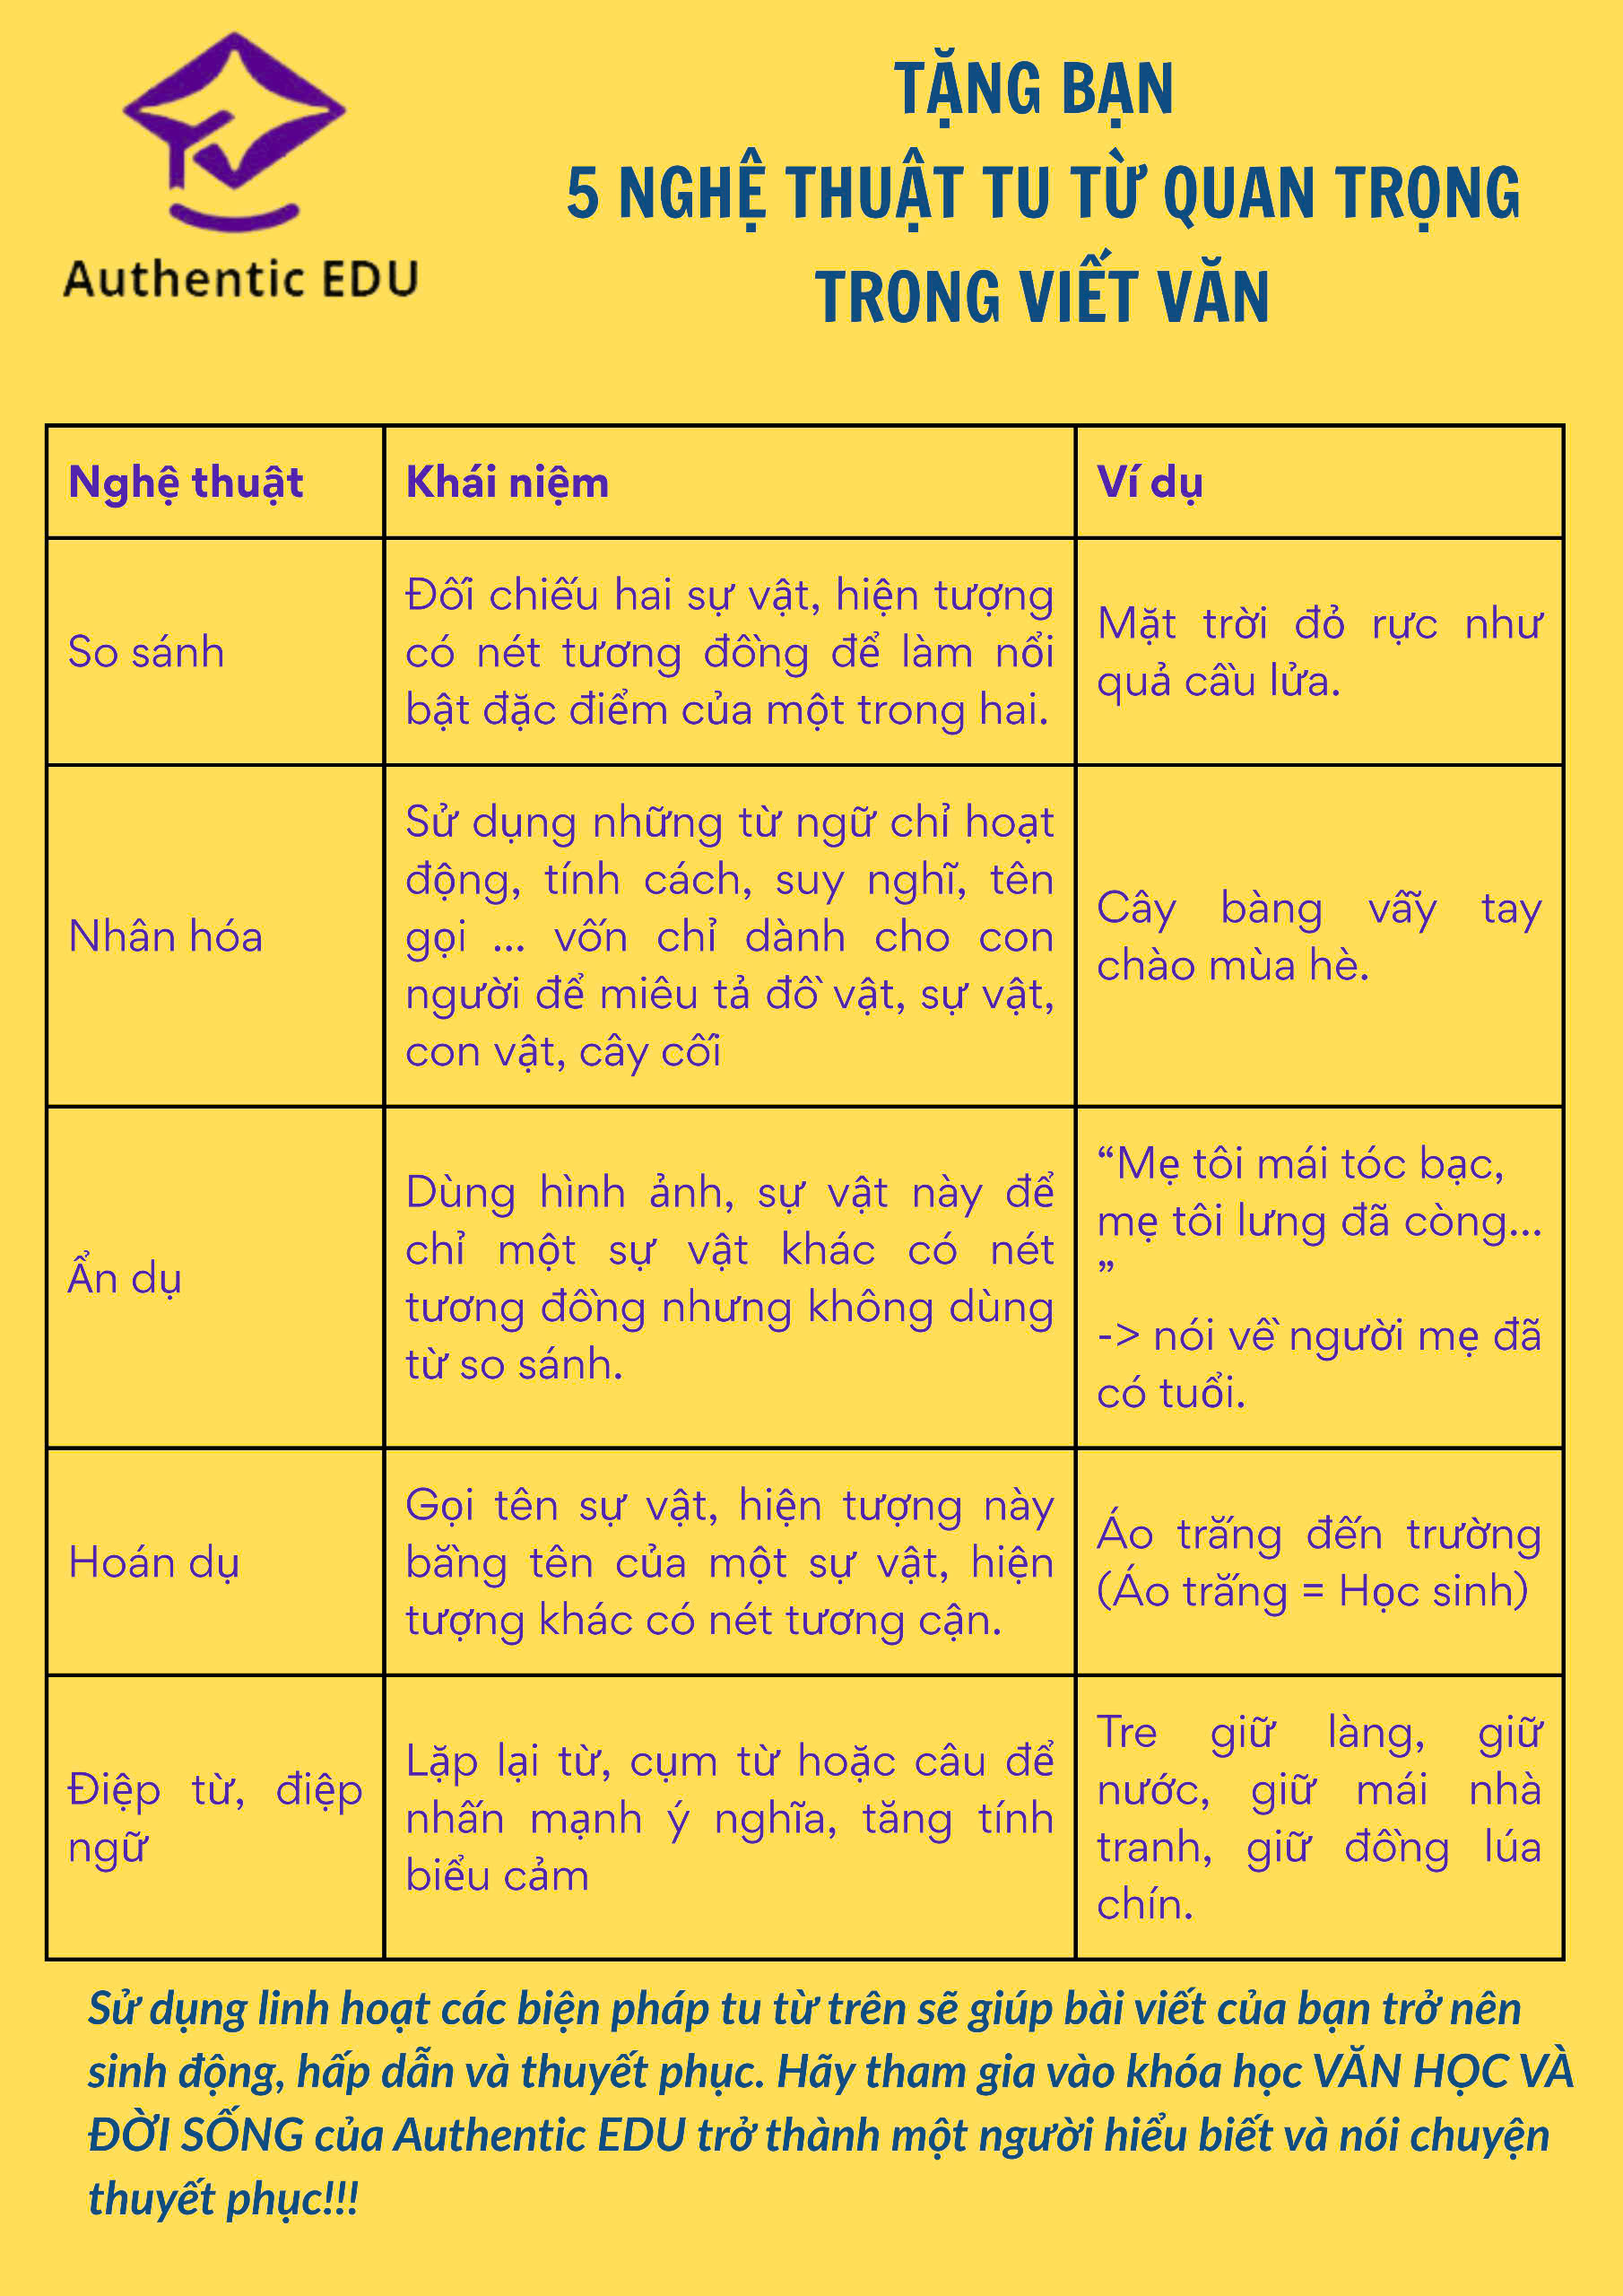 Authentic EDU
TẶNG BẠN
5 NGHỆ THUẬT TU TỪ QUAN TRỌNG
TRONG VIẾT VĂN
Nghệ thuật
Khái niệm
Ví dụ
So sánh
Đối chiếu hai sự vật, hiện tượng
có nét tương đồng để làm nổi
bật đặc điểm của một trong hai.
Mặt trời đỏ rực như
quả cầu lửa.
Nhân hóa
Sử dụng những từ ngữ chỉ hoạt
động, tính cách, suy nghĩ, tên
gọi ... vốn chỉ dành cho con
người để miêu tả đồ vật, sự vật,
con vật, cây cối
Cây bàng vẫy tay
chào mùa hè.
Ẩn dụ
Dùng hình ảnh, sự vật này để
chỉ một sự vật khác có nét
tương đồng nhưng không dùng
từ so sánh.
“Mẹ tôi mái tóc bạc,
mẹ tôi lưng đã còng...
”
-> nói về người mẹ đã
có tuổi.
Hoán dụ
Gọi tên sự vật, hiện tượng này
bằng tên của một sự vật, hiện
tượng khác có nét tương cận.
Áo trắng đến trường
(Áo trắng = Học sinh)
Điệp từ, điệp
ngữ
Lặp lại từ, cụm từ hoặc câu để
nhấn mạnh ý nghĩa, tăng tính
biểu cảm
Tre giữ làng, giữ
nước, giữ mái nhà
tranh, giữ đồng lúa
chín.
Sử dụng linh hoạt các biện pháp tu từ trên sẽ giúp bài viết của bạn trở nên
sinh động, hấp dẫn và thuyết phục. Hãy tham gia vào khóa học VĂN HỌC VÀ
ĐỜI SỐNG của Authentic EDU trở thành một người hiểu biết và nói chuyện
thuyết phục!!!